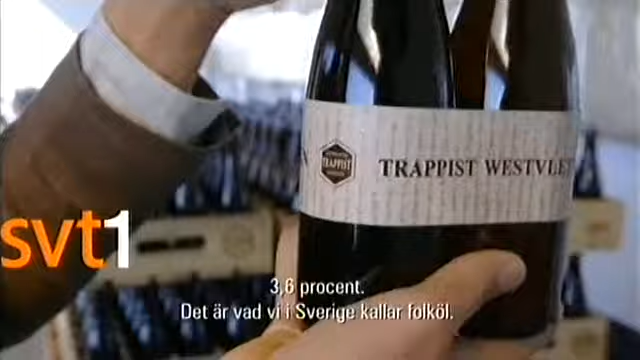 TRAPPIST
TRAPPIST WESTVLE
svt1
3,6 procent.
Det är vad vi i Sverige kallar folköl.